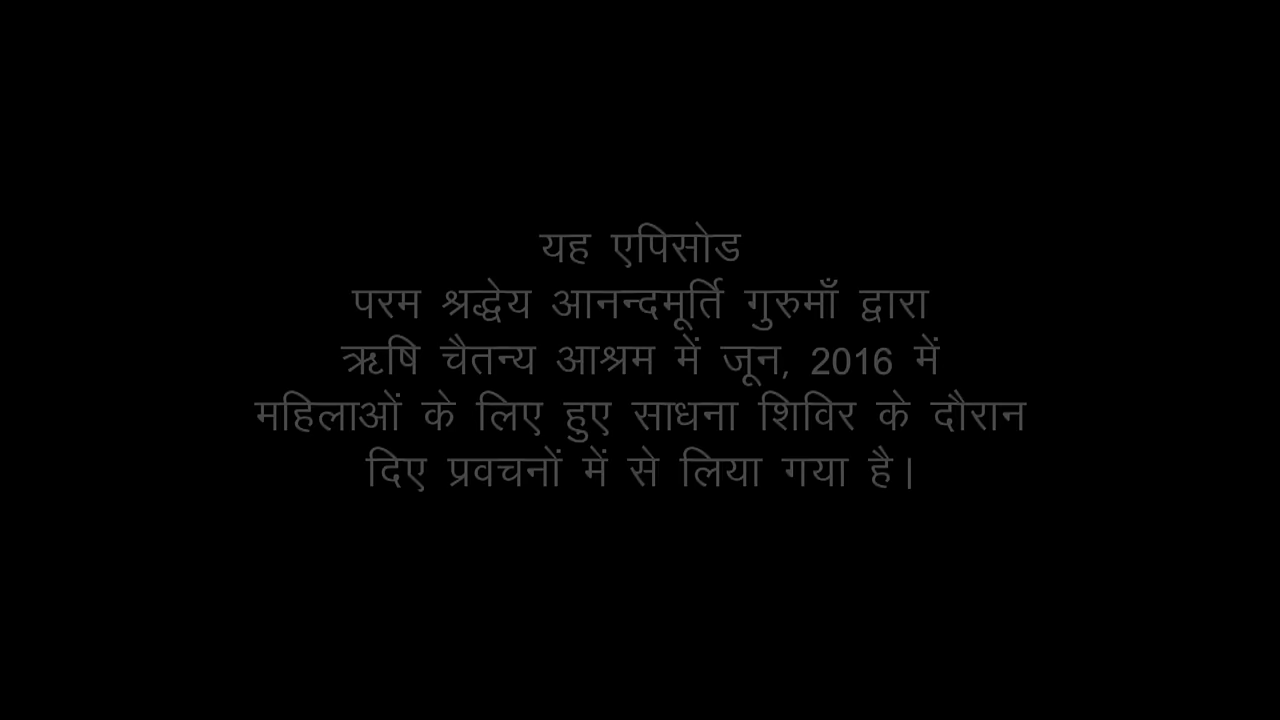 यह एपिसोड
परम श्रद्धेय आनन्दमूर्ति गुरुमाँ द्वारा
ऋषि चैतन्य आश्रम में जून, 2016 में
महिलाओं के लिए हुए साधना शिविर के दौरान
दिए प्रवचनों में से लिया गया है।